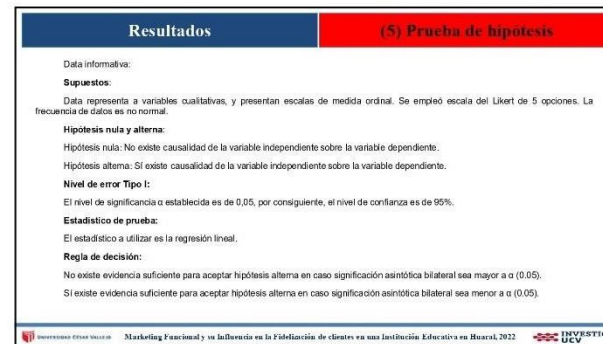 Resultados
(5) Prueba de hipótesis
Data informativa:
Supuestos:
Data representa a variables cualitativas, y presentan escalas de medida ordinal. Se empleó escala del Likert de 5 opciones. La
frecuencia de datos es no normal.
Hipótesis nula y alterna:
Hipótesis nula: No existe causalidad de la variable independiente sobre la variable dependiente.
Hipótesis alterna: Sí existe causalidad de la variable independiente sobre la variable dependiente.
Nivel de error Tipo I:
El nivel de significancia α establecida es de 0,05, por consiguiente, el nivel de confianza es de 95%.
Estadístico de prueba:
El estadístico a utilizar es la regresión lineal.
Regla de decisión:
No existe evidencia suficiente para aceptar hipótesis alterna en caso significación asintótica bilateral sea mayor a α (0.05).
Sí existe evidencia suficiente para aceptar hipótesis alterna en caso significación asintótica bilateral sea menor a α (0.05).
UNIVERSIDAD CÉSAR VALLEJO
Marketing Funcional y su Influencia en la Fidelización de clientes en una Institución Educativa en Huaral, 2022
INVESTIG
UCV